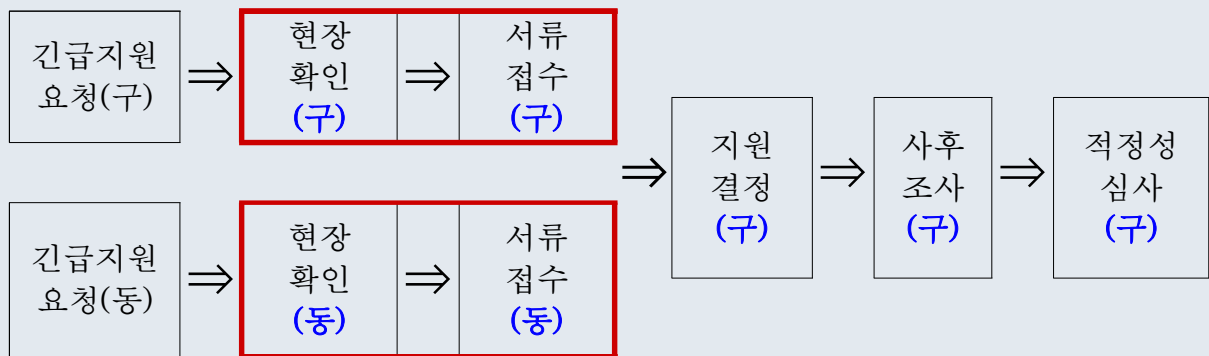 긴급지원
요청(구)
⇒
현장
확인
(구)
⇒
서류
접수
(구)
긴급지원
요청(동)
⇒
현장
확인
(동)
⇒
서류
접수
(동)
⇒
지원
결정
(구)
⇒
사후
조사
(구)
⇒
적정성
심사
(구)